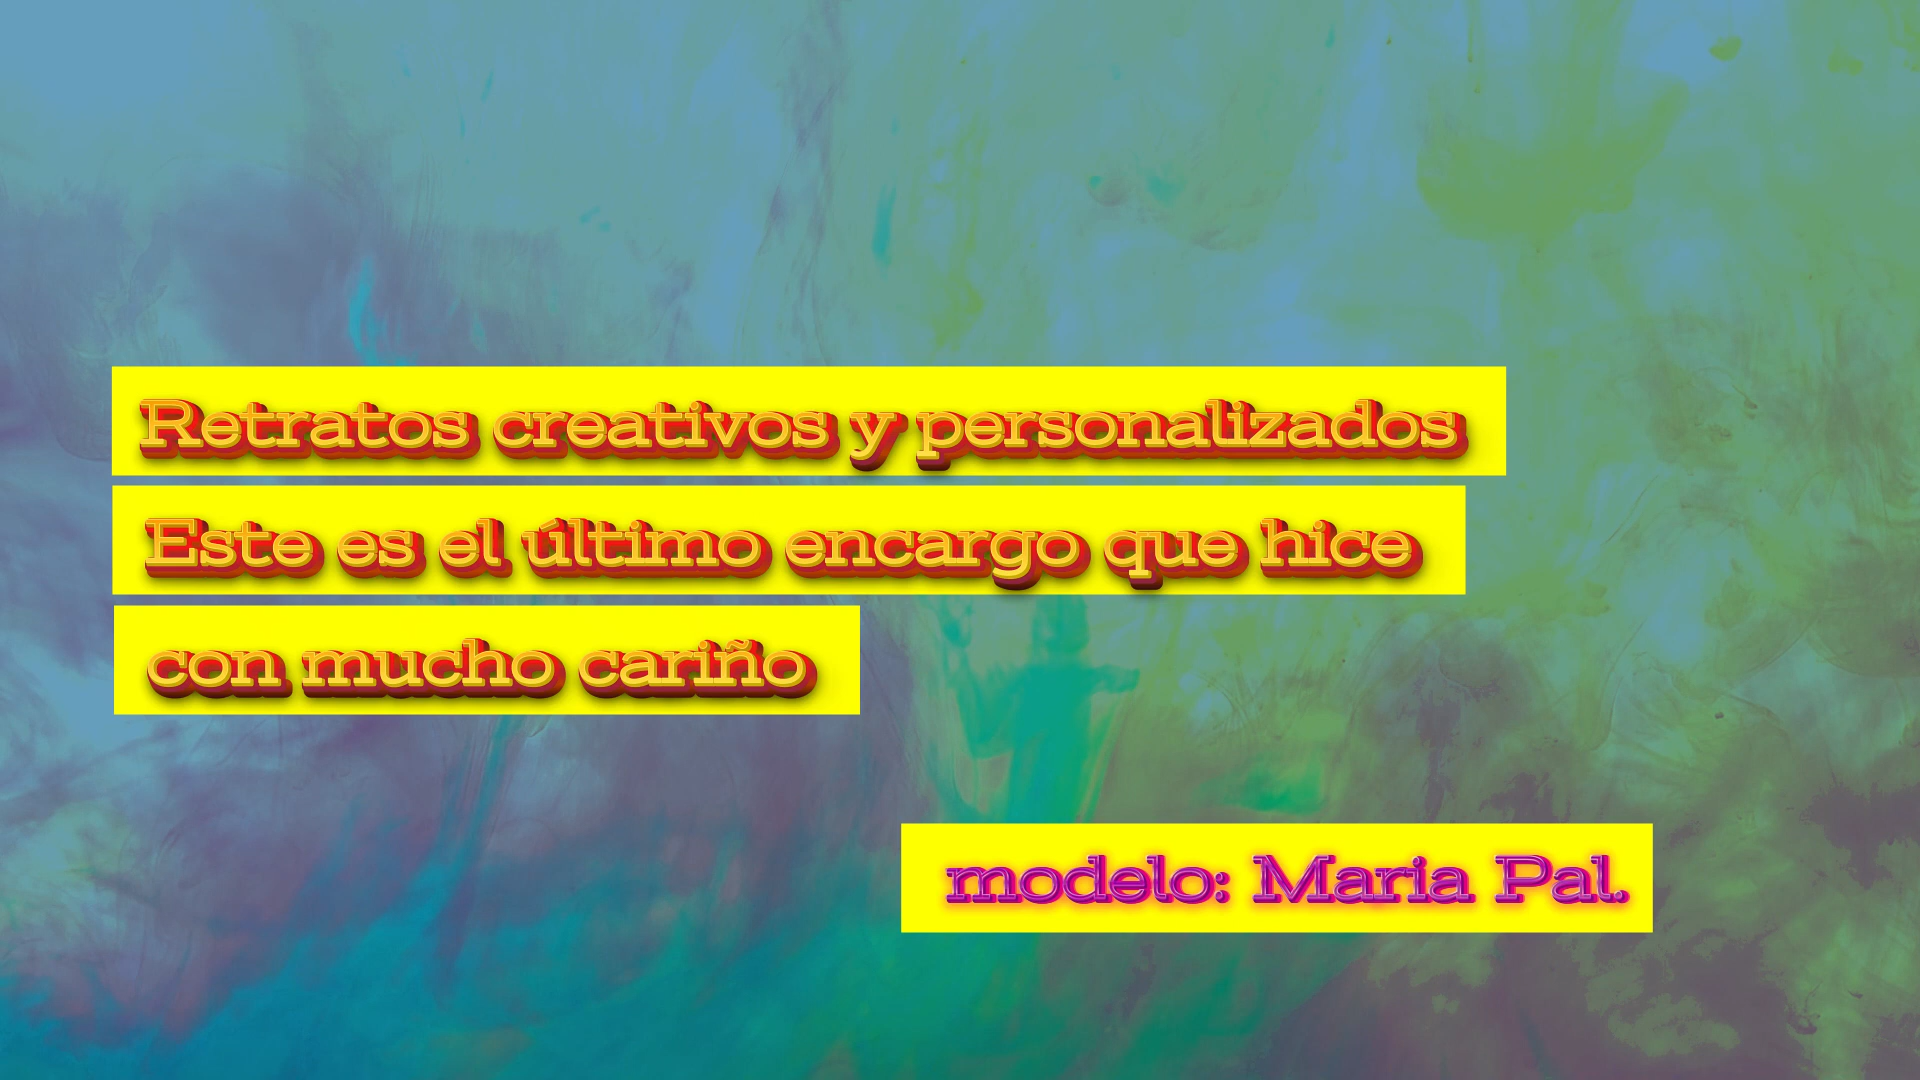 Retratos creativos y personalizados
Este es el último encargo que hice
con mucho cariño
modelo: Maria Pal.